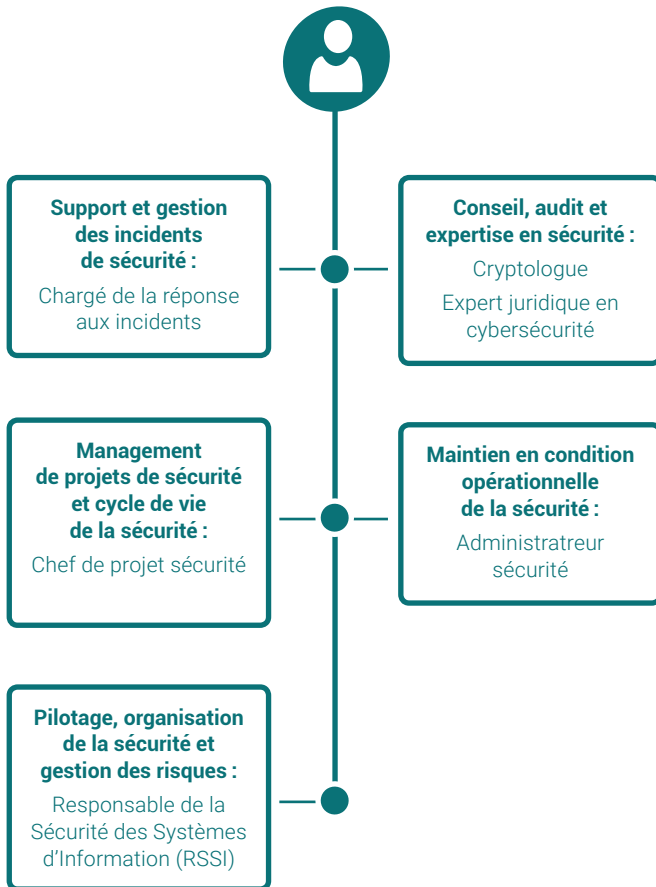 Support et gestion
des incidents
de sécurité :
Chargé de la réponse
aux incidents
Conseil, audit et
expertise en sécurité :
Cryptologue
Expert juridique en
cybersécurité
Management
de projets de sécurité
et cycle de vie
de la sécurité :
Chef de projet sécurité
Maintien en condition
opérationnelle
de la sécurité :
Administratreur
sécurité
Pilotage, organisation
de la sécurité et
gestion des risques :
Responsable de la
Sécurité des Systèmes
d’Information (RSSI)